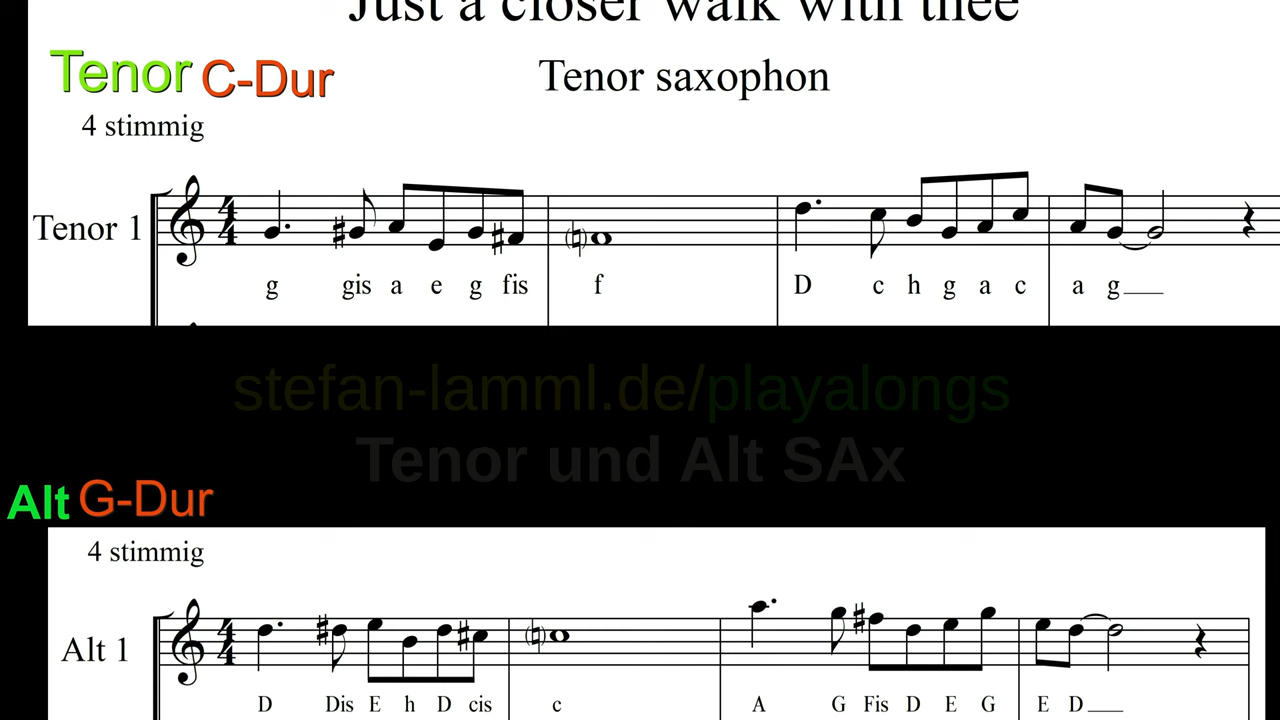 Just a closer walk with thee
Tenor C-Dur
Tenor saxophon
4 stimmig
Tenor 1
g gis a e g fis f D c h g a c a g
stefan-lamml.de/playalongs
Tenor und Alt SAx
Alt G-Dur
4 stimmig
Alt 1
D Dis E h D cis c A G Fis D E G E D